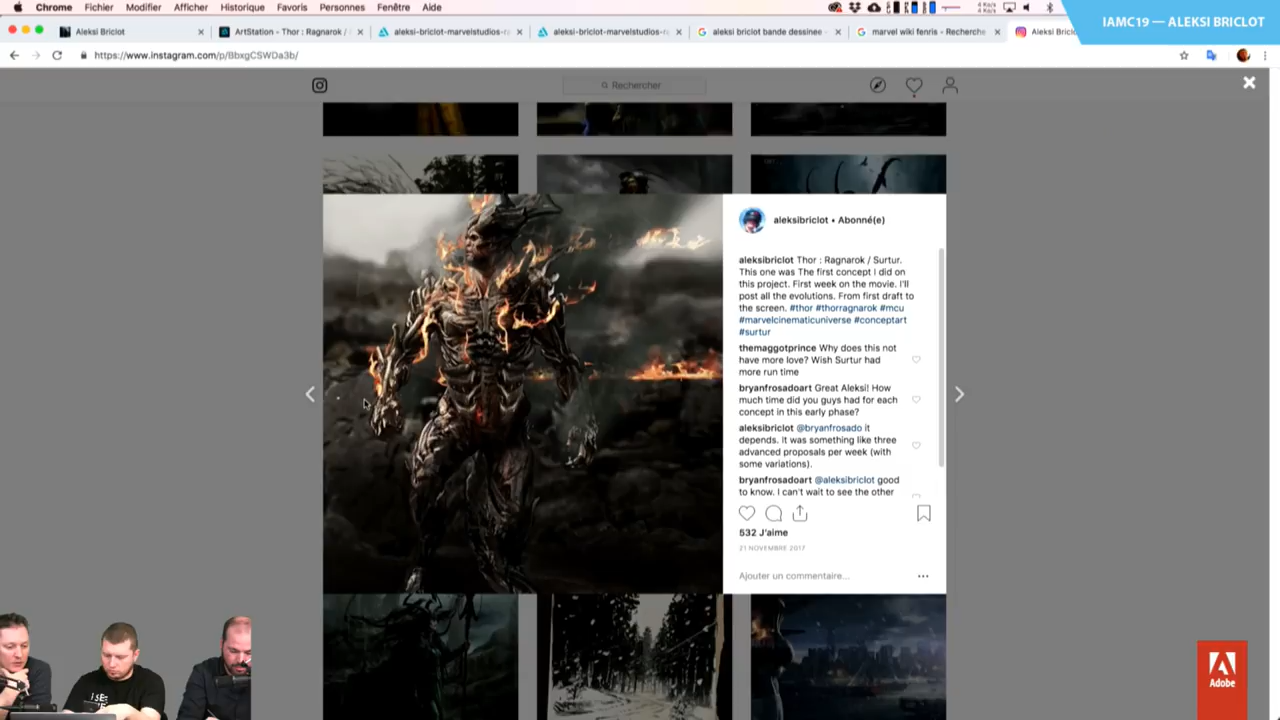 Chrome Fichier Modifier Afficher Historique Favoris Personnes Fenêtre Aide
IAMC19 — ALEKSI BRICLOT
Aleksi Briclot
ArtStation - Thor : Ragnarok /
aleksi-briclot-marvelstudios-ra
aleksi-briclot-marvelstudios-ra
aleksi briclot bande dessinee
marvel wiki fenris - Recherche
https://www.instagram.com/p/BbxgCSWDa3b/
Rechercher
aleksibriclot • Abonné(e)
aleksibriclot Thor : Ragnarok / Surtur.
This one was The first concept I did on
this project. First week on the movie. I'll
post all the evolutions. From first draft to
the screen. #thor #thorragnarok #mcu
#marvelcinematicuniverse #conceptart
#surtur
themaggotprince Why does this not
have more love? Wish Surtur had
more run time
bryanfrosadoart Great Aleksi! How
much time did you guys had for each
concept in this early phase?
aleksibriclot @bryanfrosado it
depends. It was something like three
advanced proposals per week (with
some variations).
bryanfrosadoart @aleksibriclot good
to know. I can't wait to see the other
532 J'aime
21 NOVEMBRE 2017
Ajouter un commentaire...
Adobe